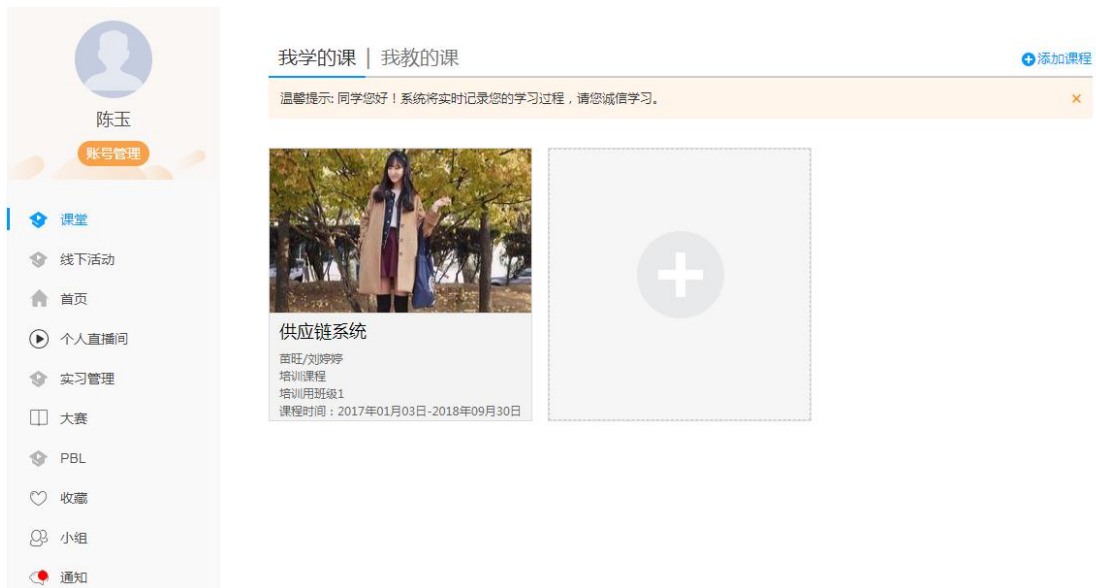 陈玉
账号管理
课堂
线下活动
首页
个人直播间
实习管理
大赛
PBL
收藏
小组
通知
我学的课 | 我教的课
添加课程
温馨提示: 同学您好！系统将实时记录您的学习过程，请您诚信学习。
供应链系统
苗旺/刘婷婷
培训课程
培训用班级1
课程时间：2017年01月03日-2018年09月30日